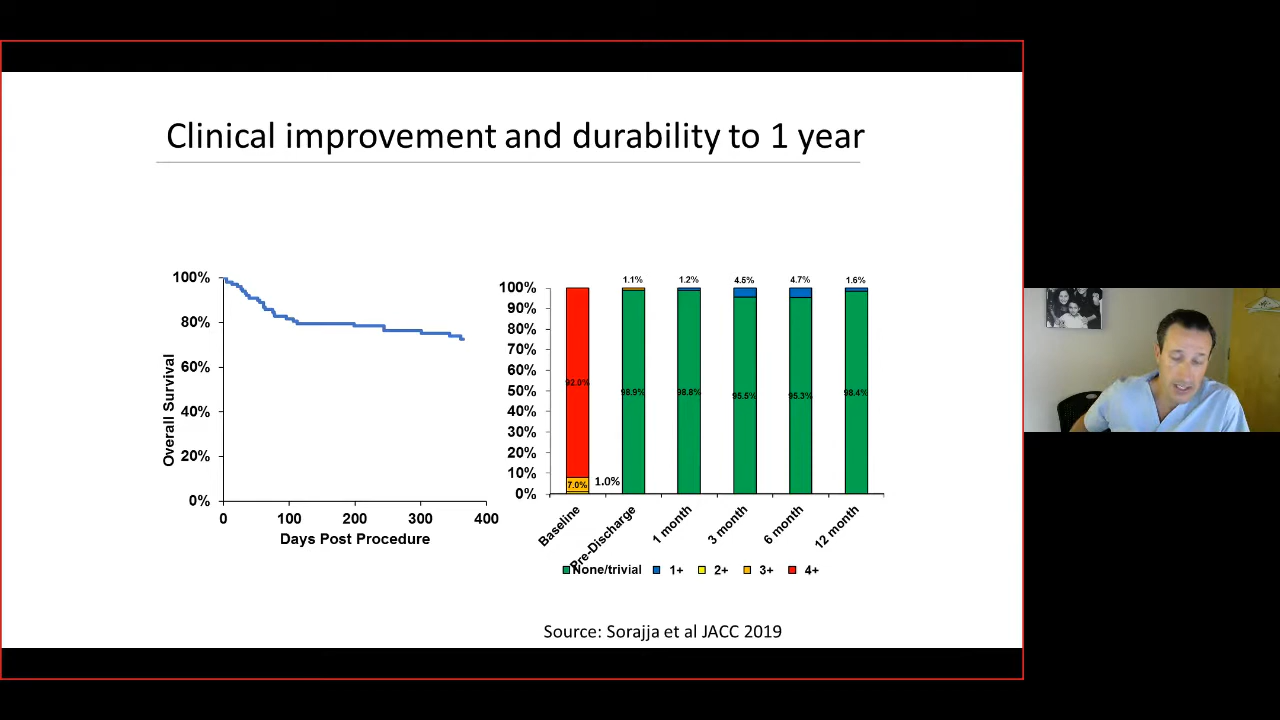 Clinical improvement and durability to 1 year
100%
80%
60%
40%
20%
0%
Overall Survival
0 100 200 300 400
Days Post Procedure
100%
90%
80%
70%
60%
50%
40%
30%
20%
10%
0%
1.1% 1.2% 4.5% 4.7% 1.6%
92.0% 98.9% 98.8% 95.5% 95.3% 98.4%
7.0% 1.0%
Baseline
Pre-Discharge
1 month
3 month
6 month
12 month
None/trivial 1+ 2+ 3+ 4+
Source: Sorajja et al JACC 2019